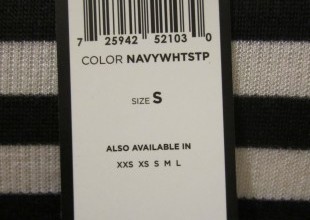 7 25942 52103 0
COLOR NAVYWHTSTP
SIZE S
ALSO AVAILABLE IN
XXS XS S M L